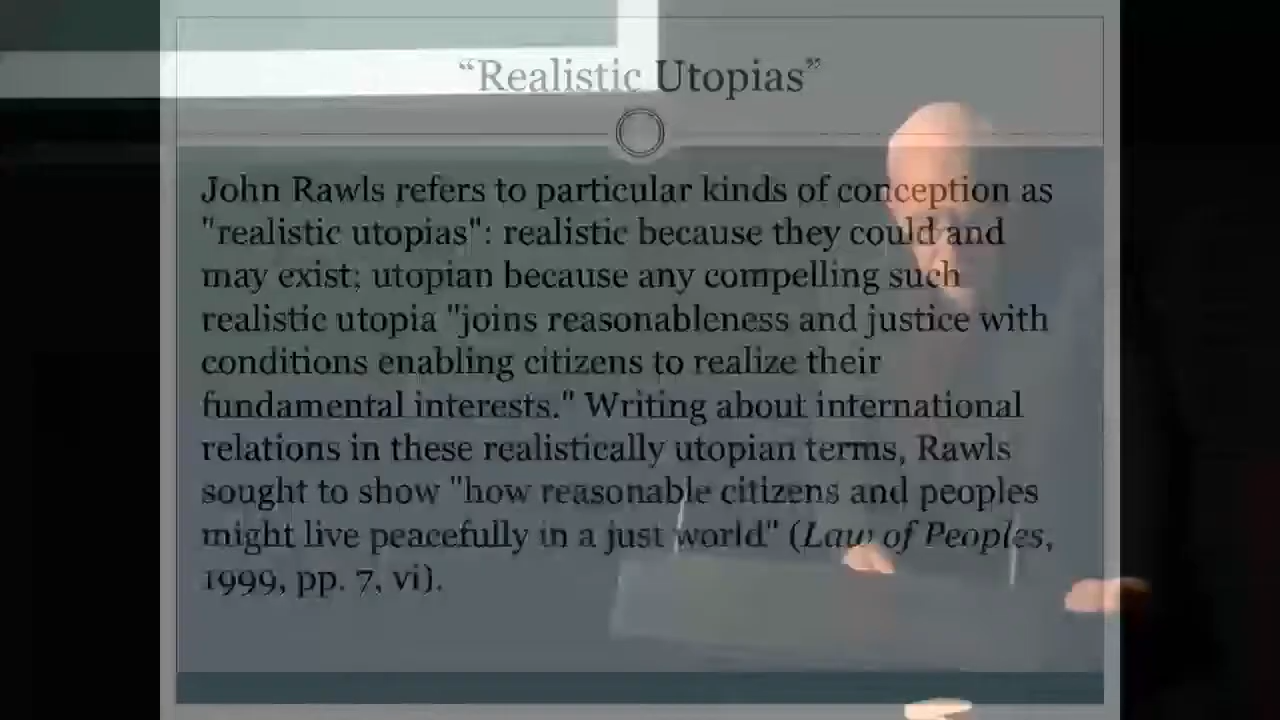 “Realistic Utopias”
John Rawls refers to particular kinds of conception as
"realistic utopias": realistic because they could and
may exist; utopian because any compelling such
realistic utopia "joins reasonableness and justice with
conditions enabling citizens to realize their
fundamental interests." Writing about international
relations in these realistically utopian terms, Rawls
sought to show "how reasonable citizens and peoples
might live peacefully in a just world" (Law of Peoples,
1999, pp. 7, vi).